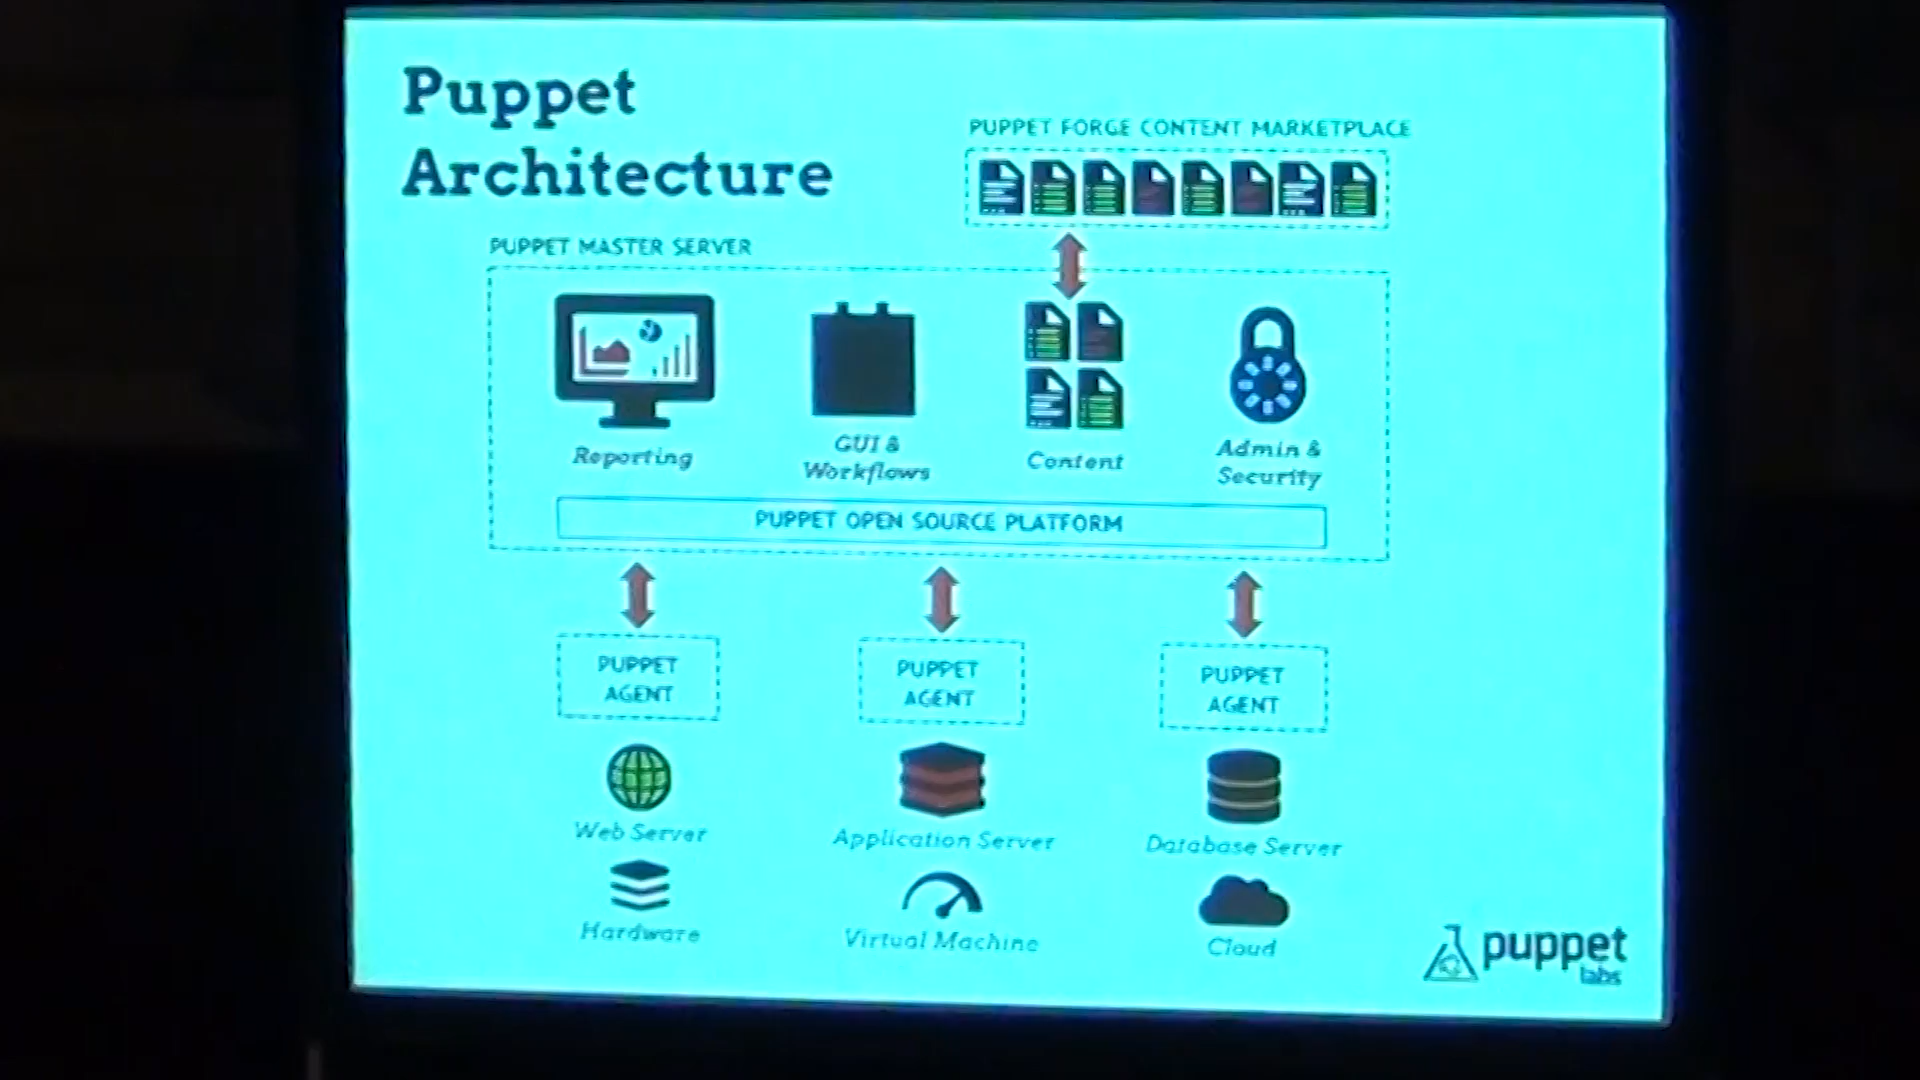 Puppet
Architecture
PUPPET FORGE CONTENT MARKETPLACE
PUPPET MASTER SERVER
Reporting
GUI &
Workflows
Content
Admin &
Security
PUPPET OPEN SOURCE PLATFORM
PUPPET
AGENT
PUPPET
AGENT
PUPPET
AGENT
Web Server
Application Server
Database Server
Hardware
Virtual Machine
Cloud
puppet
labs